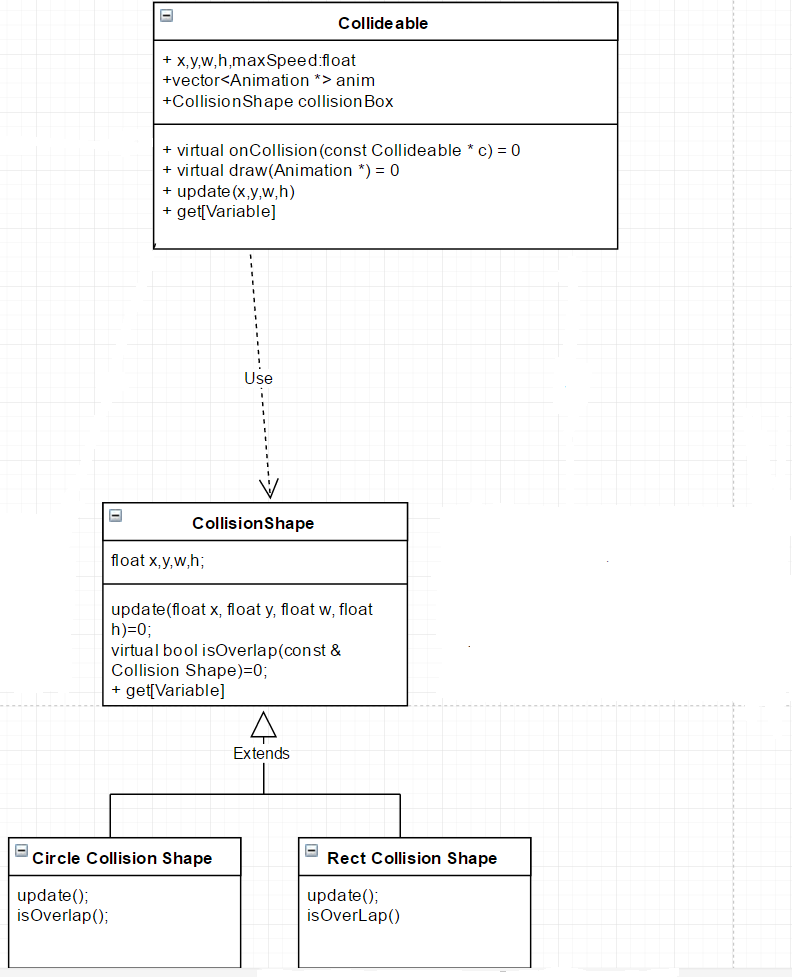 Collideable
+ x,y,w,h,maxSpeed:float
+vector<Animation *> anim
+CollisionShape collisionBox
+ virtual onCollision(const Collideable * c) = 0
+ virtual draw(Animation *) = 0
+ update(x,y,w,h)
+ get[Variable]
Use
CollisionShape
float x,y,w,h;
update(float x, float y, float w, float
h)=0;
virtual bool isOverlap(const &
Collision Shape)=0;
+ get[Variable]
Extends
Circle Collision Shape
update();
isOverlap();
Rect Collision Shape
update();
isOverLap()